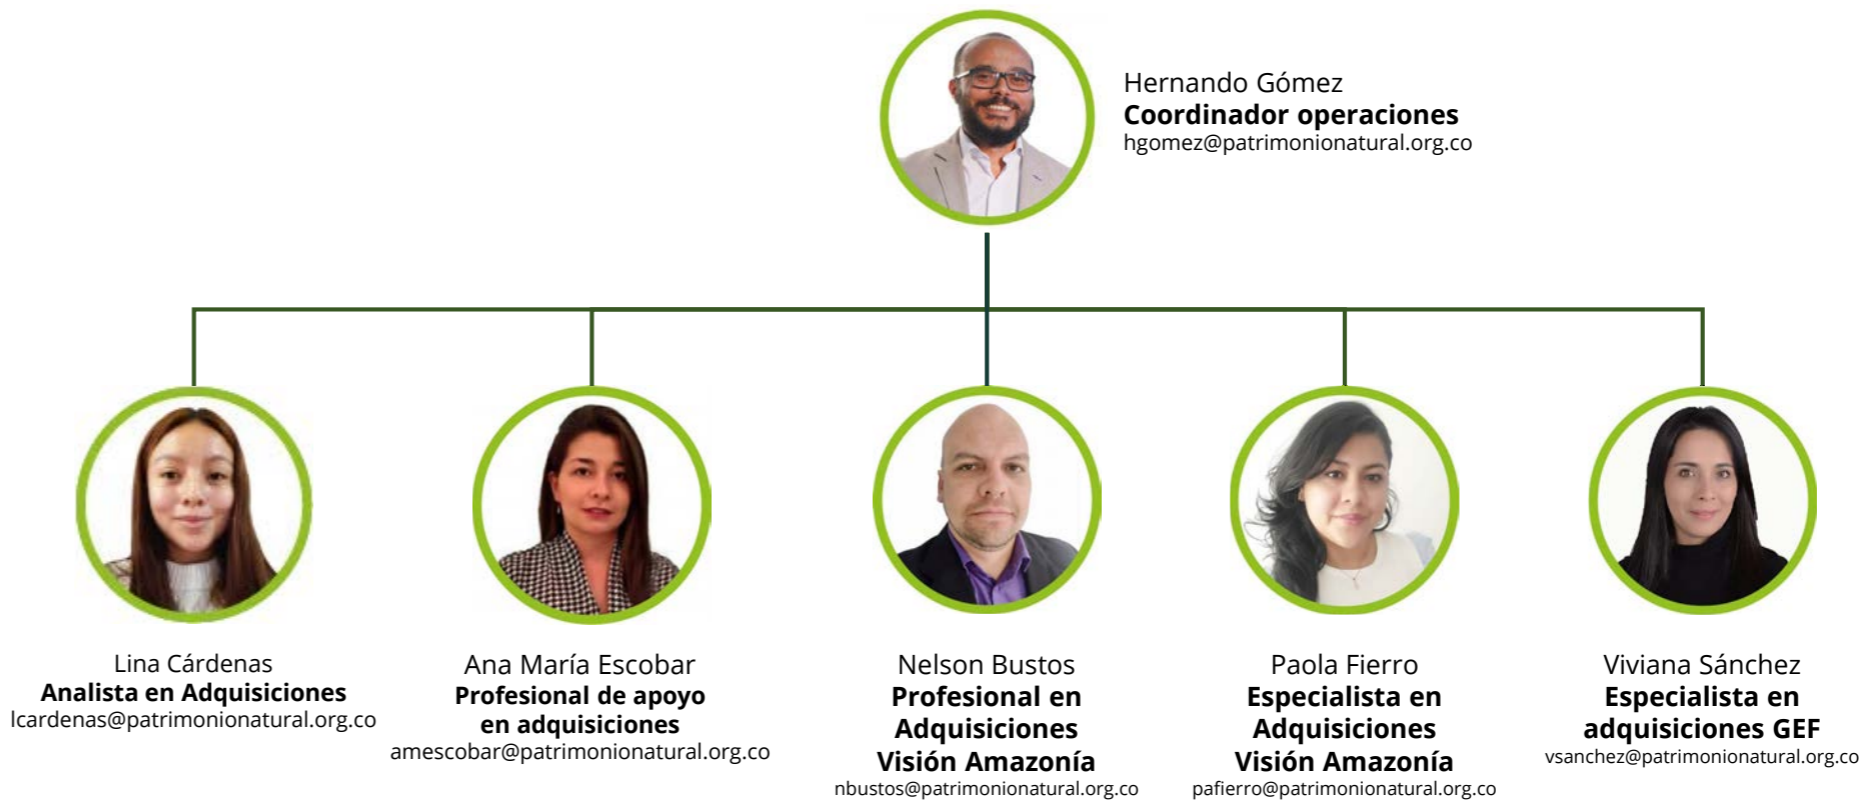 Hernando Gómez
Coordinador operaciones
hgomez@patrimonionatural.org.co
Lina Cárdenas
Analista en Adquisiciones
lcardenas@patrimonionatural.org.co
Ana María Escobar
Profesional de apoyo
en adquisiciones
amescobar@patrimonionatural.org.co
Nelson Bustos
Profesional en
Adquisiciones
Visión Amazonía
nbustos@patrimonionatural.org.co
Paola Fierro
Especialista en
Adquisiciones
Visión Amazonía
pafierro@patrimonionatural.org.co
Viviana Sánchez
Especialista en
adquisiciones GEF
vsanchez@patrimonionatural.org.co